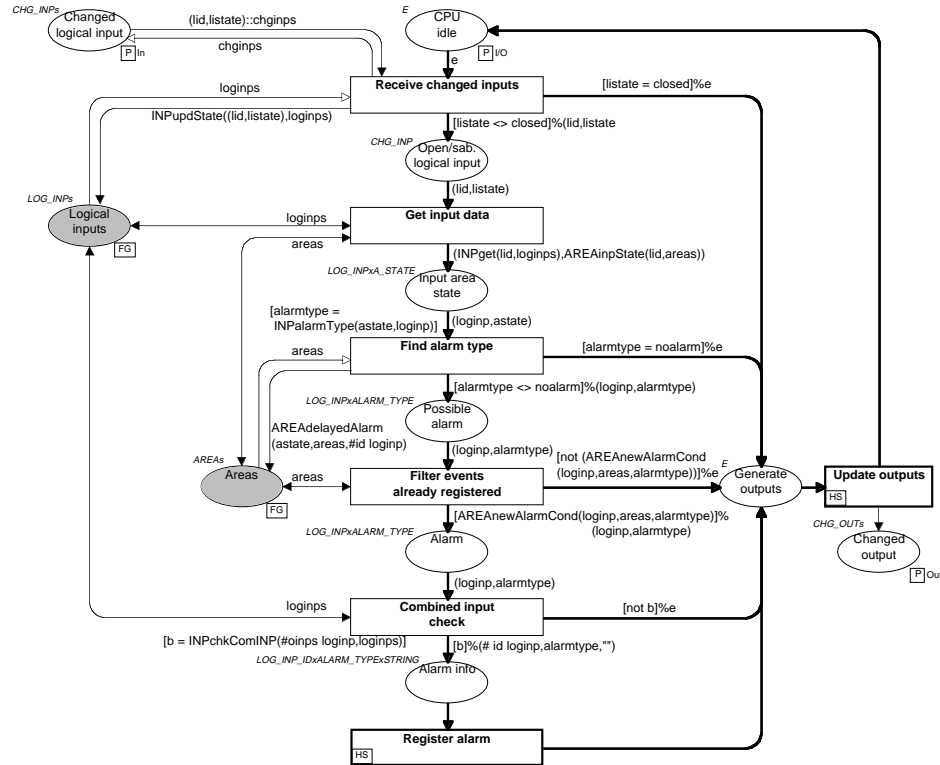 CHG_INPs
Changed
logical input
P In
(lid,listate)::chginps
chginps
E
CPU
idle
P I/O
e
loginps
Receive changed inputs
[listate = closed]%e
INPupdState((lid,listate),loginps)
[listate <> closed]%(lid,listate
CHG_INP
Open/sab.
logical input
(lid,listate)
LOG_INPs
Logical
inputs
FG
loginps
areas
Get input data
(INPget(lid,loginps),AREAinpState(lid,areas))
LOG_INPxA_STATE
Input area
state
[alarmtype =
INPalarmType(astate,loginp)]
(loginp,astate)
areas
Find alarm type
[alarmtype = noalarm]%e
[alarmtype <> noalarm]%(loginp,alarmtype)
LOG_INPxALARM_TYPE
Possible
alarm
AREAdelayedAlarm
(astate,areas,#id loginp)
(loginp,alarmtype)
[not (AREAnewAlarmCond
(loginp,areas,alarmtype))]%e
AREAs
Areas
FG
areas
Filter events
already registered
E
Generate
outputs
Update outputs
HS
[AREAnewAlarmCond(loginp,areas,alarmtype)]%
(loginp,alarmtype)
LOG_INPxALARM_TYPE
Alarm
CHG_OUTs
Changed
output
P Ou
(loginp,alarmtype)
loginps
Combined input
check
[not b]%e
[b = INPchkComINP(#oinps loginp,loginps)]
[b]%(# id loginp,alarmtype,"")
LOG_INP_IDxALARM_TYPExSTRING
Alarm info
Register alarm
HS